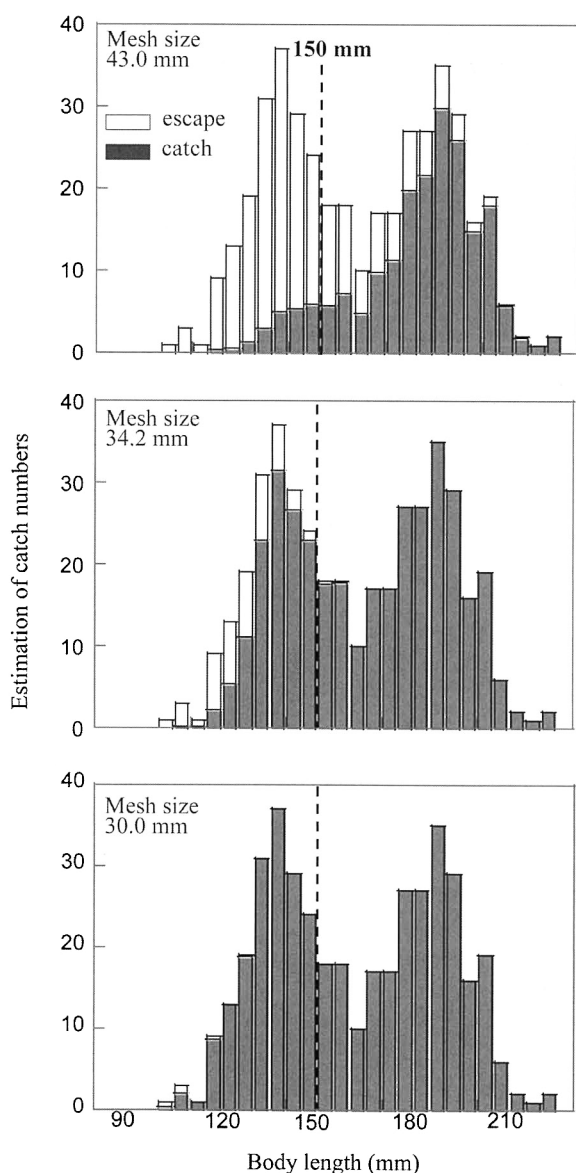 40
30
20
10
0
Mesh size
43.0 mm
150 mm
escape
catch
40
30
20
10
0
Mesh size
34.2 mm
Estimation of catch numbers
40
30
20
10
0
Mesh size
30.0 mm
90
120
150
180
210
Body length (mm)